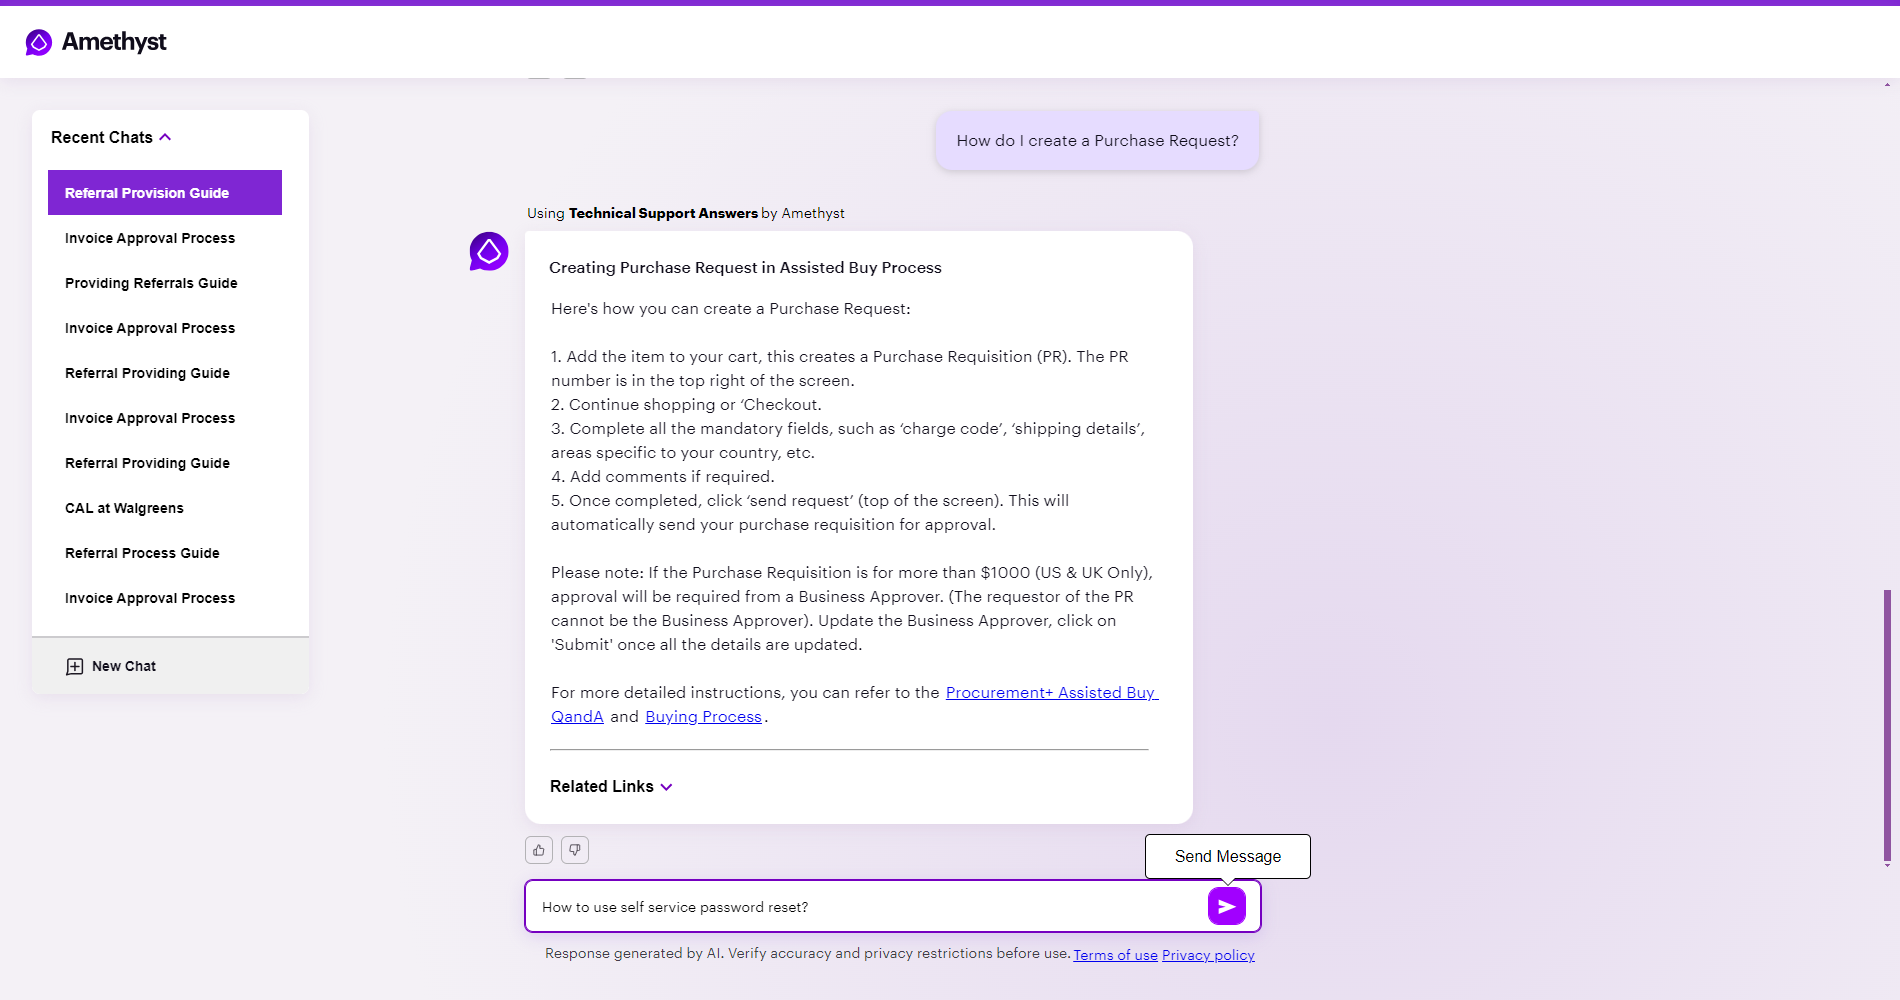 Amethyst
Recent Chats
Referral Provision Guide
Invoice Approval Process
Providing Referrals Guide
Invoice Approval Process
Referral Providing Guide
Invoice Approval Process
Referral Providing Guide
CAL at Walgreens
Referral Process Guide
Invoice Approval Process
New Chat
How do I create a Purchase Request?
Using Technical Support Answers by Amethyst
Creating Purchase Request in Assisted Buy Process
Here's how you can create a Purchase Request:
1. Add the item to your cart, this creates a Purchase Requisition (PR). The PR
number is in the top right of the screen.
2. Continue shopping or ‘Checkout.
3. Complete all the mandatory fields, such as ‘charge code’, ‘shipping details’,
areas specific to your country, etc.
4. Add comments if required.
5. Once completed, click ‘send request’ (top of the screen). This will
automatically send your purchase requisition for approval.
Please note: If the Purchase Requisition is for more than $1000 (US & UK Only),
approval will be required from a Business Approver. (The requestor of the PR
cannot be the Business Approver). Update the Business Approver, click on
'Submit' once all the details are updated.
For more detailed instructions, you can refer to the Procurement+ Assisted Buy
QandA and Buying Process.
Related Links
Send Message
How to use self service password reset?
Response generated by AI. Verify accuracy and privacy restrictions before use. Terms of use Privacy policy